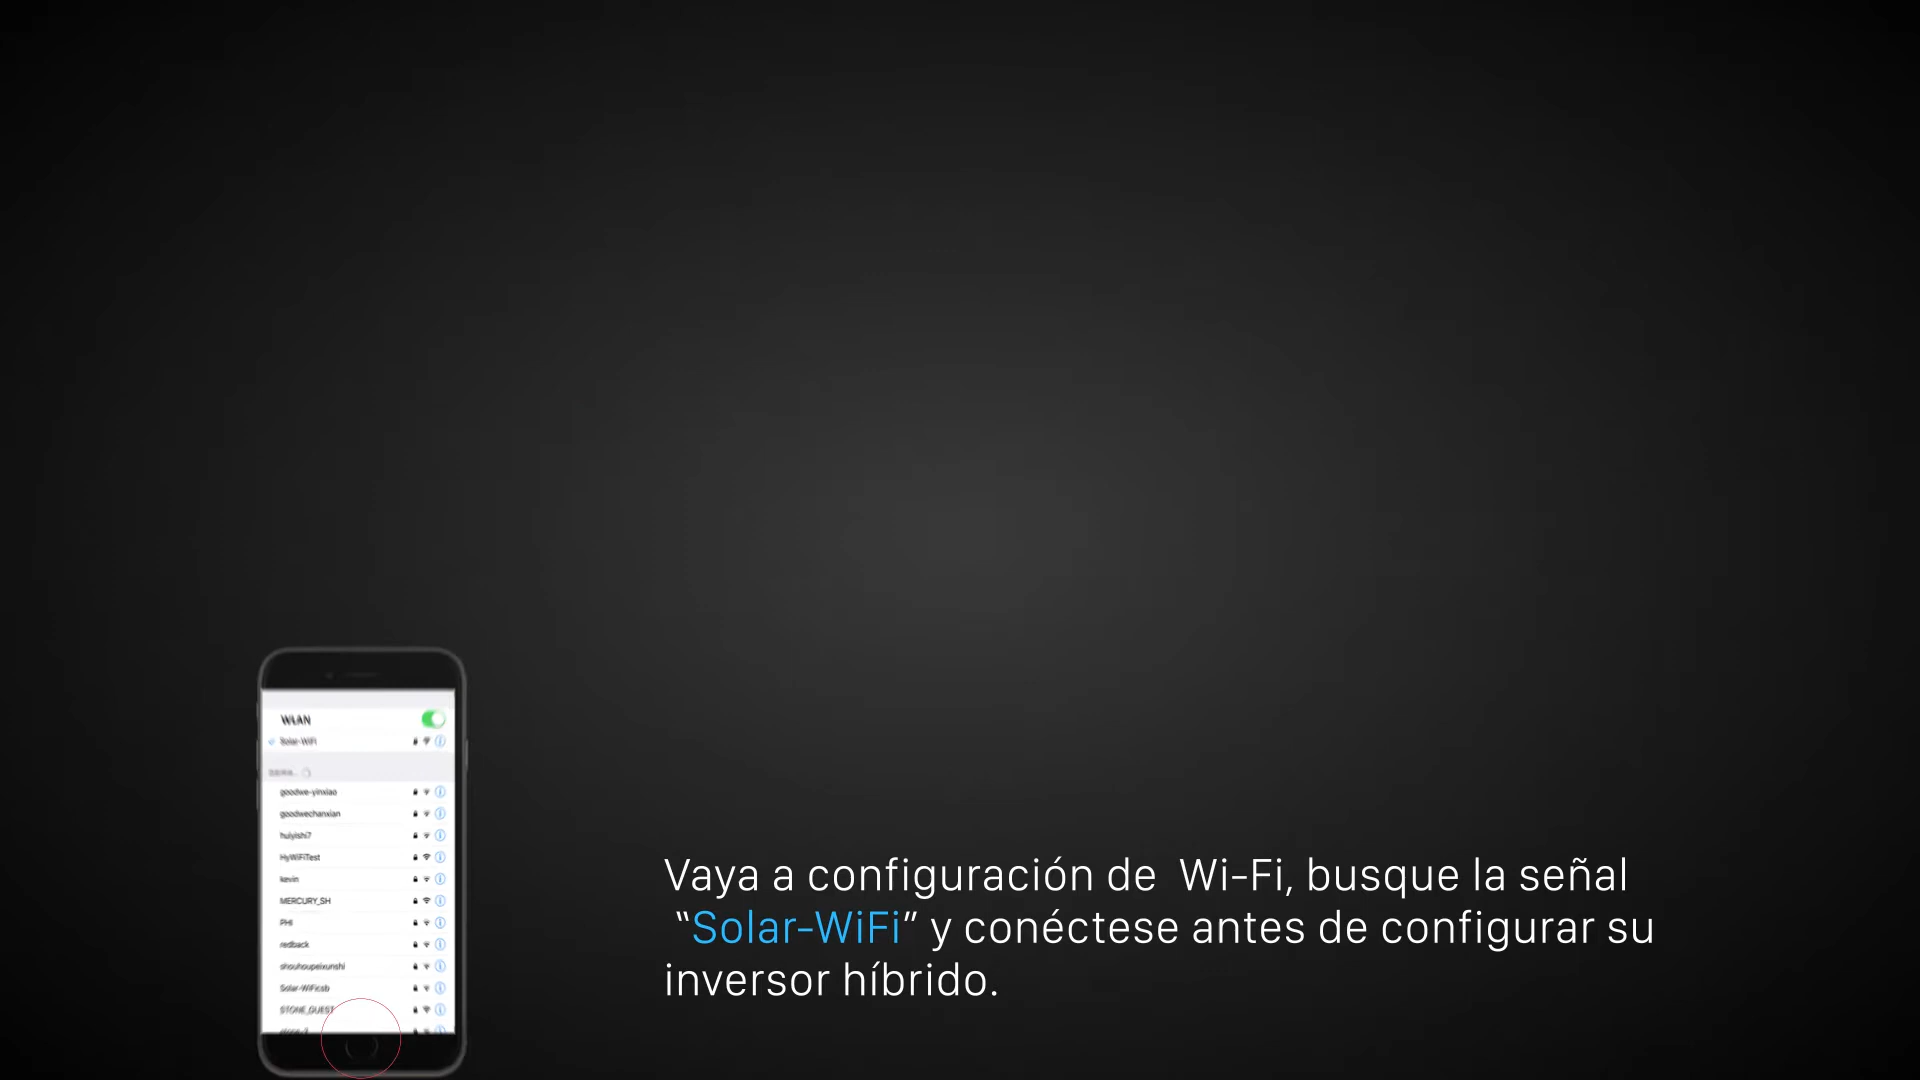 WLAN
Solar-WiFi
goodwe-yinxiao
goodwechanxian
huiyishi7
HyWiFiTest
kevin
MERCURY_SH
PHI
redback
shouhoupeixunshi
Solar-WiFicsb
STONE_GUEST
Vaya a configuración de Wi-Fi, busque la señal
“Solar-WiFi” y conéctese antes de configurar su
inversor híbrido.